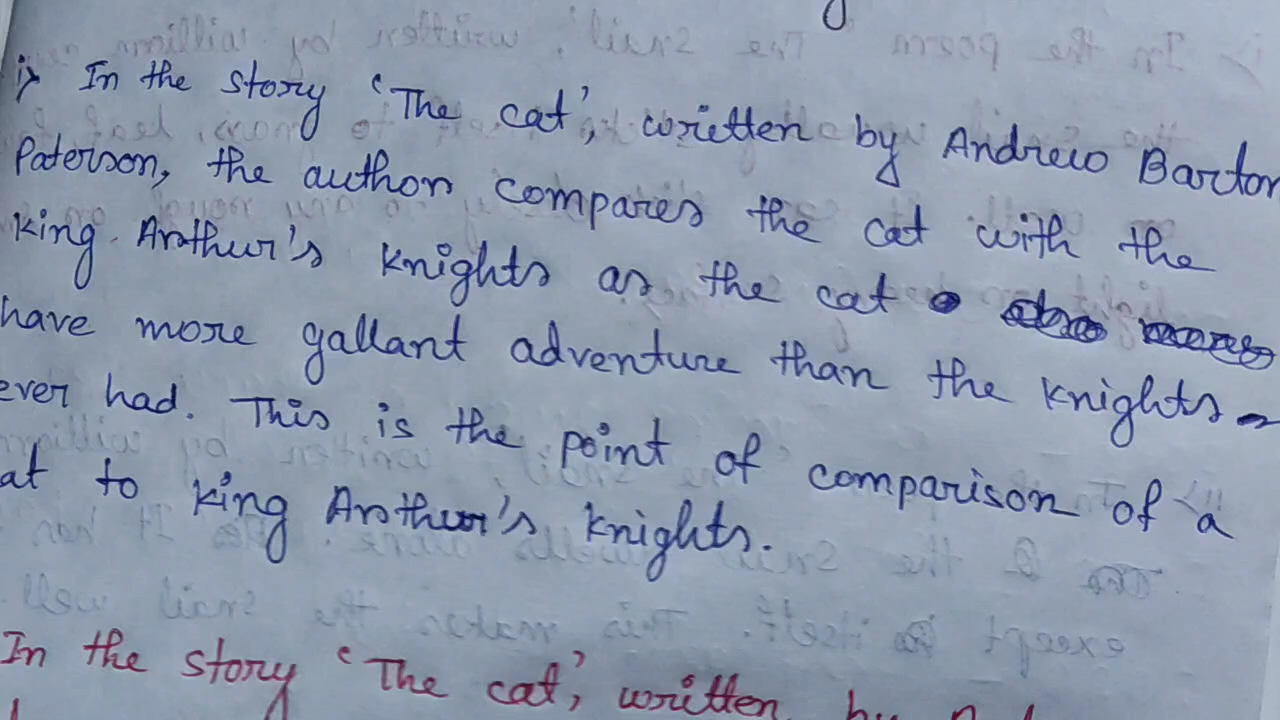 i> In the story 'The cat', written by Andrew Barton
Paterson, the author compares the cat with the
King Arthur's knights as the cat
have more gallant adventure than the knights
ever had. This is the point of comparison of a
at to king Arthur's knights.
In the story 'The cat', written by